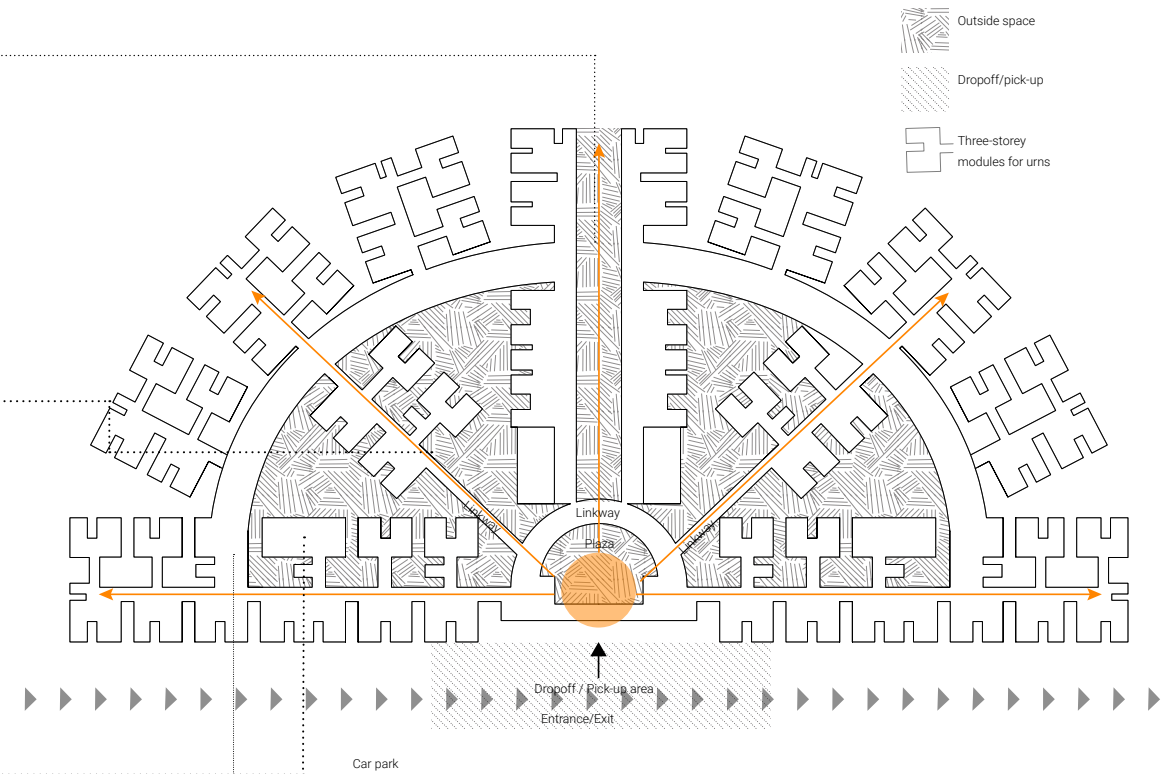 Outside space
Dropoff/pick-up
Three-storey
modules for urns
Linkway
Linkway
Linkway
Plaza
Dropoff / Pick-up area
Entrance/Exit
Car park